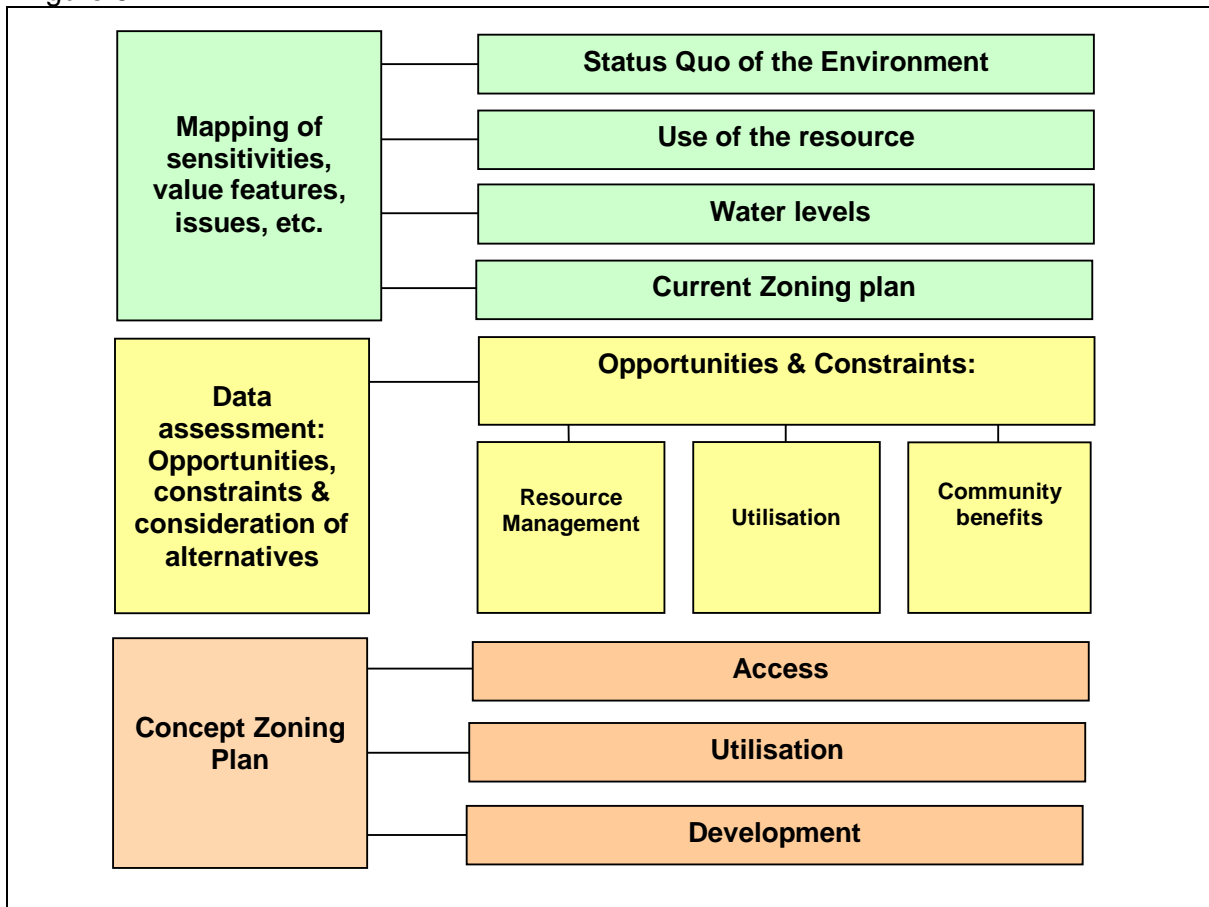 Status Quo of the Environment
Mapping of
sensitivities,
value features,
issues, etc.
Use of the resource
Water levels
Current Zoning plan
Data
assessment:
Opportunities,
constraints &
consideration of
alternatives
Opportunities & Constraints:
Resource
Management
Utilisation
Community
benefits
Concept Zoning
Plan
Access
Utilisation
Development